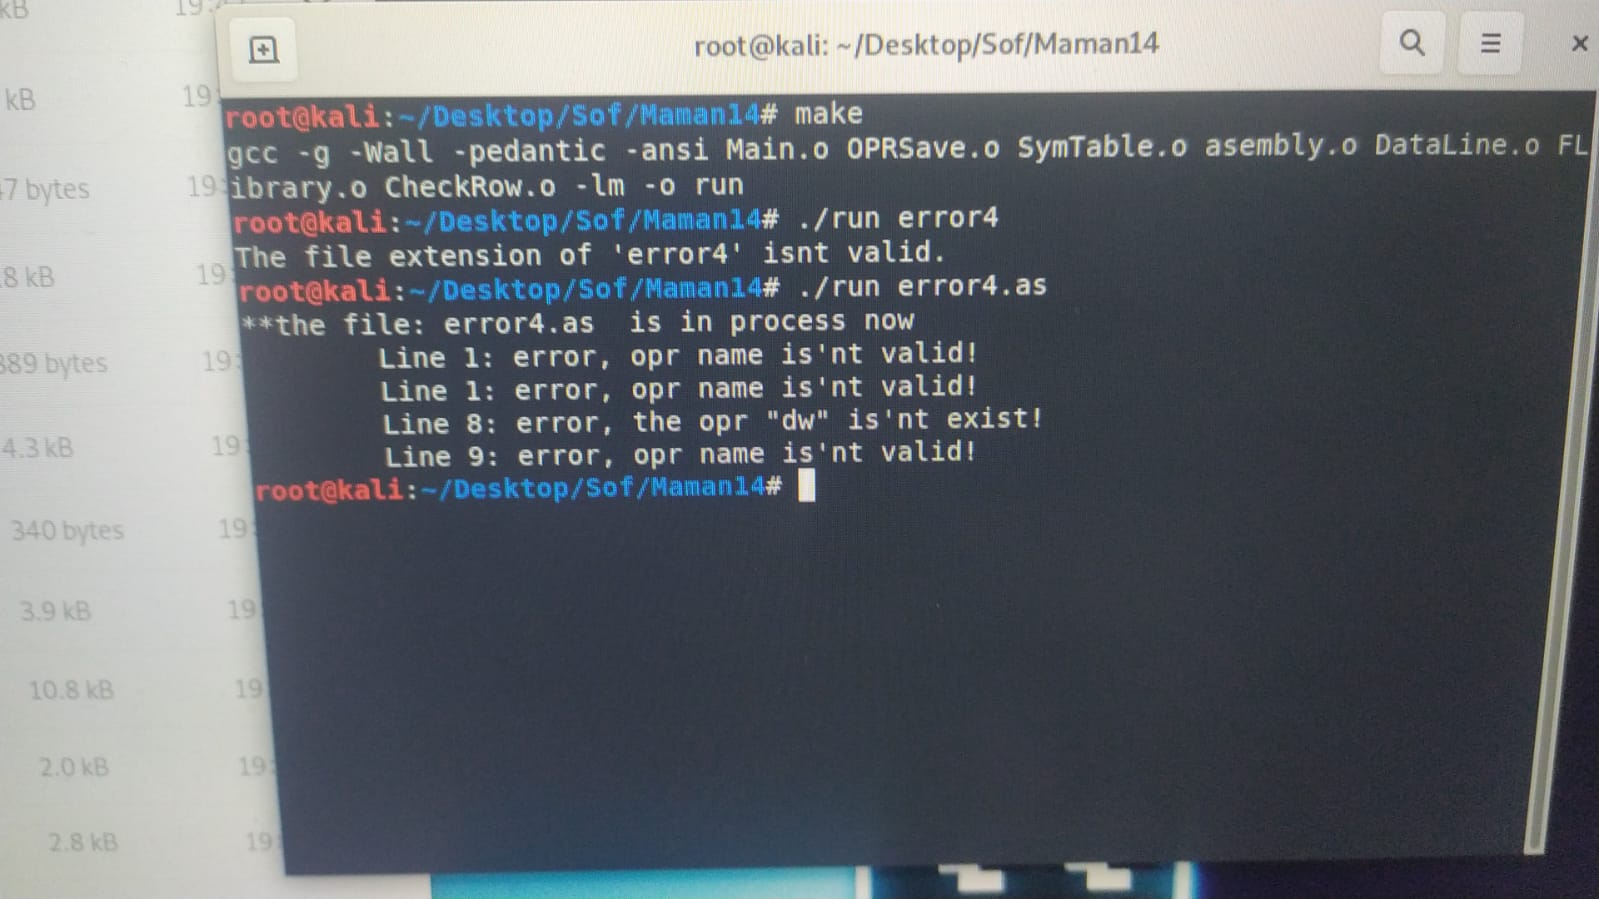 kB
19:
root@kali: ~/Desktop/Sof/Maman14
kB
19:
root@kali:~/Desktop/Sof/Maman14# make
gcc -g -Wall -pedantic -ansi Main.o OPRSave.o SymTable.o asembly.o DataLine.o FL
7 bytes
19:
ibrary.o CheckRow.o -lm -o run
root@kali:~/Desktop/Sof/Maman14# ./run error4
The file extension of 'error4' isnt valid.
8 kB
19:
root@kali:~/Desktop/Sof/Maman14# ./run error4.as
**the file: error4.as  is in process now
889 bytes
19:
Line 1: error, opr name is'nt valid!
Line 1: error, opr name is'nt valid!
Line 8: error, the opr "dw" is'nt exist!
4.3 kB
19:
Line 9: error, opr name is'nt valid!
root@kali:~/Desktop/Sof/Maman14#
340 bytes
19:
3.9 kB
19:
10.8 kB
19:
2.0 kB
19:
2.8 kB
19: